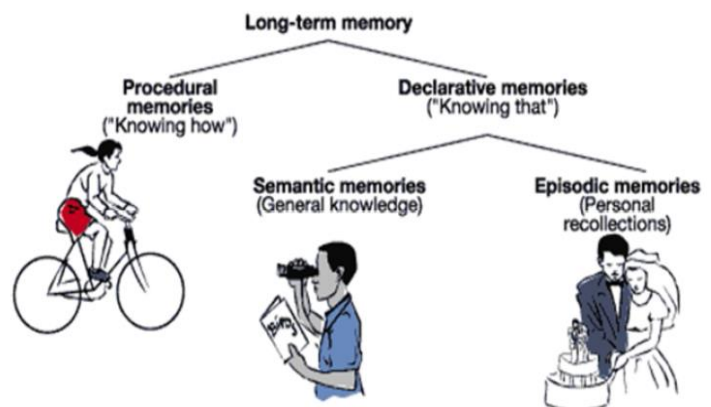 Long-term memory
Procedural
memories
("Knowing how")
Declarative memories
("Knowing that")
Semantic memories
(General knowledge)
Episodic memories
(Personal
recollections)
Birds